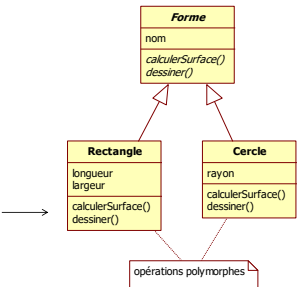 Forme
nom
calculerSurface()
dessiner()
Rectangle
longueur
largeur
calculerSurface()
dessiner()
Cercle
rayon
calculerSurface()
dessiner()
opérations polymorphes